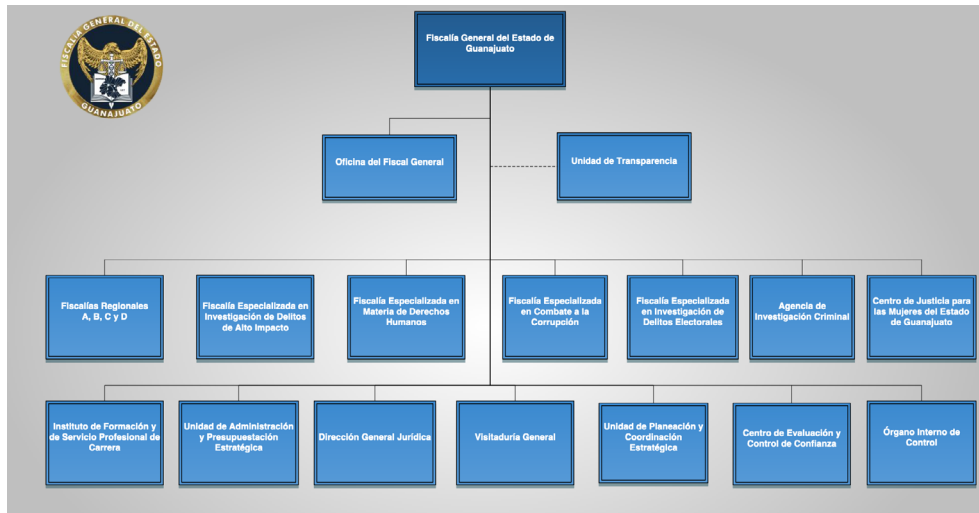 FISCALÍA GENERAL DEL ESTADO
GUANAJUATO
Fiscalía General del Estado de
Guanajuato
Oficina del Fiscal General
Unidad de Transparencia
Fiscalías Regionales
A, B, C y D
Fiscalía Especializada en
Investigación de Delitos
de Alto Impacto
Fiscalía Especializada en
Materia de Derechos
Humanos
Fiscalía Especializada
en Combate a la
Corrupción
Fiscalía Especializada
en Investigación de
Delitos Electorales
Agencia de
Investigación Criminal
Centro de Justicia para
las Mujeres del Estado
de Guanajuato
Instituto de Formación y
de Servicio Profesional de
Carrera
Unidad de Administración
y Presupuestación
Estratégica
Dirección General Jurídica
Visitaduría General
Unidad de Planeación y
Coordinación
Estratégica
Centro de Evaluación y
Control de Confianza
Órgano Interno de
Control